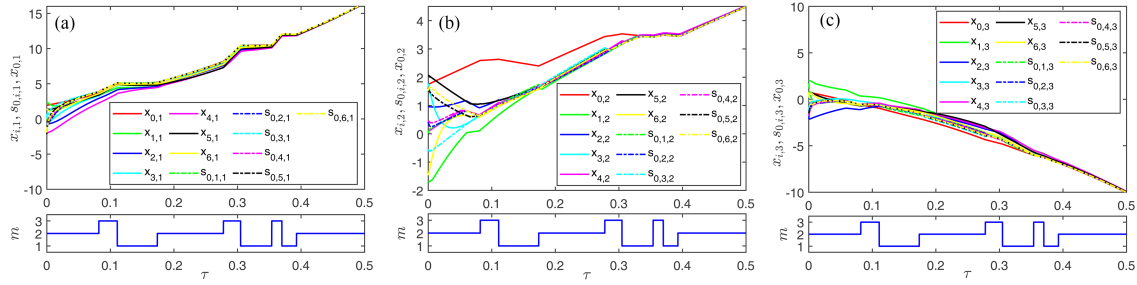 (a)
x_{i,1}, s_{0,i,1}, x_{0,1}
15
10
5
0
-5
-10
x_{0,1} x_{4,1} s_{0,2,1} s_{0,6,1}
x_{1,1} x_{5,1} s_{0,3,1}
x_{2,1} x_{6,1} s_{0,4,1}
x_{3,1} s_{0,1,1} s_{0,5,1}
0 0.1 0.2 0.3 0.4 0.5
m
3
2
1
0 0.1 0.2 0.3 0.4 0.5
τ
(b)
x_{i,2}, s_{0,i,2}, x_{0,2}
4
3
2
1
0
-1
-2
x_{0,2} x_{5,2} s_{0,4,2}
x_{1,2} x_{6,2} s_{0,5,2}
x_{2,2} s_{0,1,2} s_{0,6,2}
x_{3,2} s_{0,2,2}
x_{4,2} s_{0,3,2}
0 0.1 0.2 0.3 0.4 0.5
m
3
2
1
0 0.1 0.2 0.3 0.4 0.5
τ
(c)
x_{i,3}, s_{0,i,3}, x_{0,3}
10
5
0
-5
-10
x_{0,3} x_{5,3} s_{0,4,3}
x_{1,3} x_{6,3} s_{0,5,3}
x_{2,3} s_{0,1,3} s_{0,6,3}
x_{3,3} s_{0,2,3}
x_{4,3} s_{0,3,3}
0 0.1 0.2 0.3 0.4 0.5
m
3
2
1
0 0.1 0.2 0.3 0.4 0.5
τ